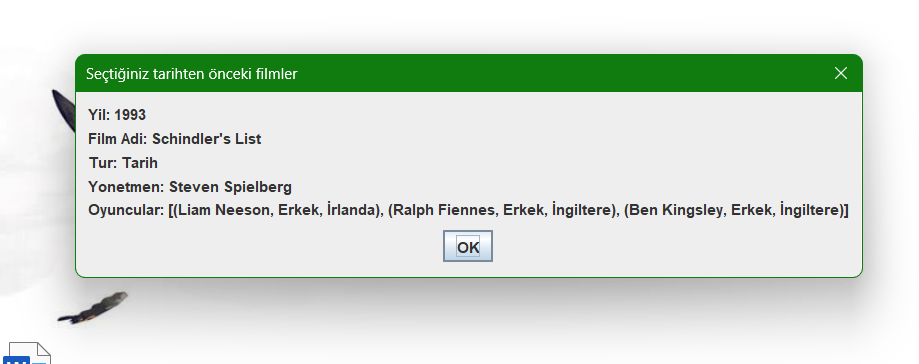 Seçtiğiniz tarihten önceki filmler
Yil: 1993
Film Adi: Schindler's List
Tur: Tarih
Yonetmen: Steven Spielberg
Oyuncular: [(Liam Neeson, Erkek, İrlanda), (Ralph Fiennes, Erkek, İngiltere), (Ben Kingsley, Erkek, İngiltere)]
OK